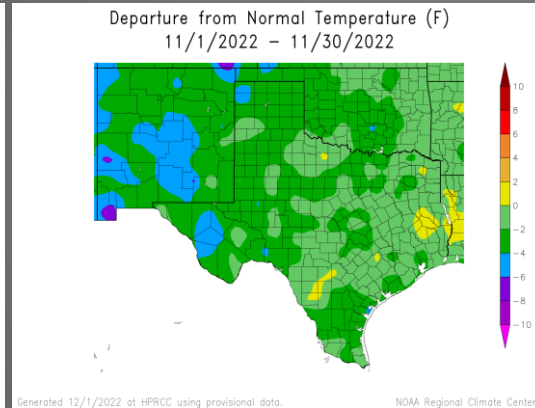 Departure from Normal Temperature (F)
11/1/2022 – 11/30/2022
10
8
6
4
2
0
−2
−4
−6
−8
−10
Generated 12/1/2022 at HPRCC using provisional data.
NOAA Regional Climate Center